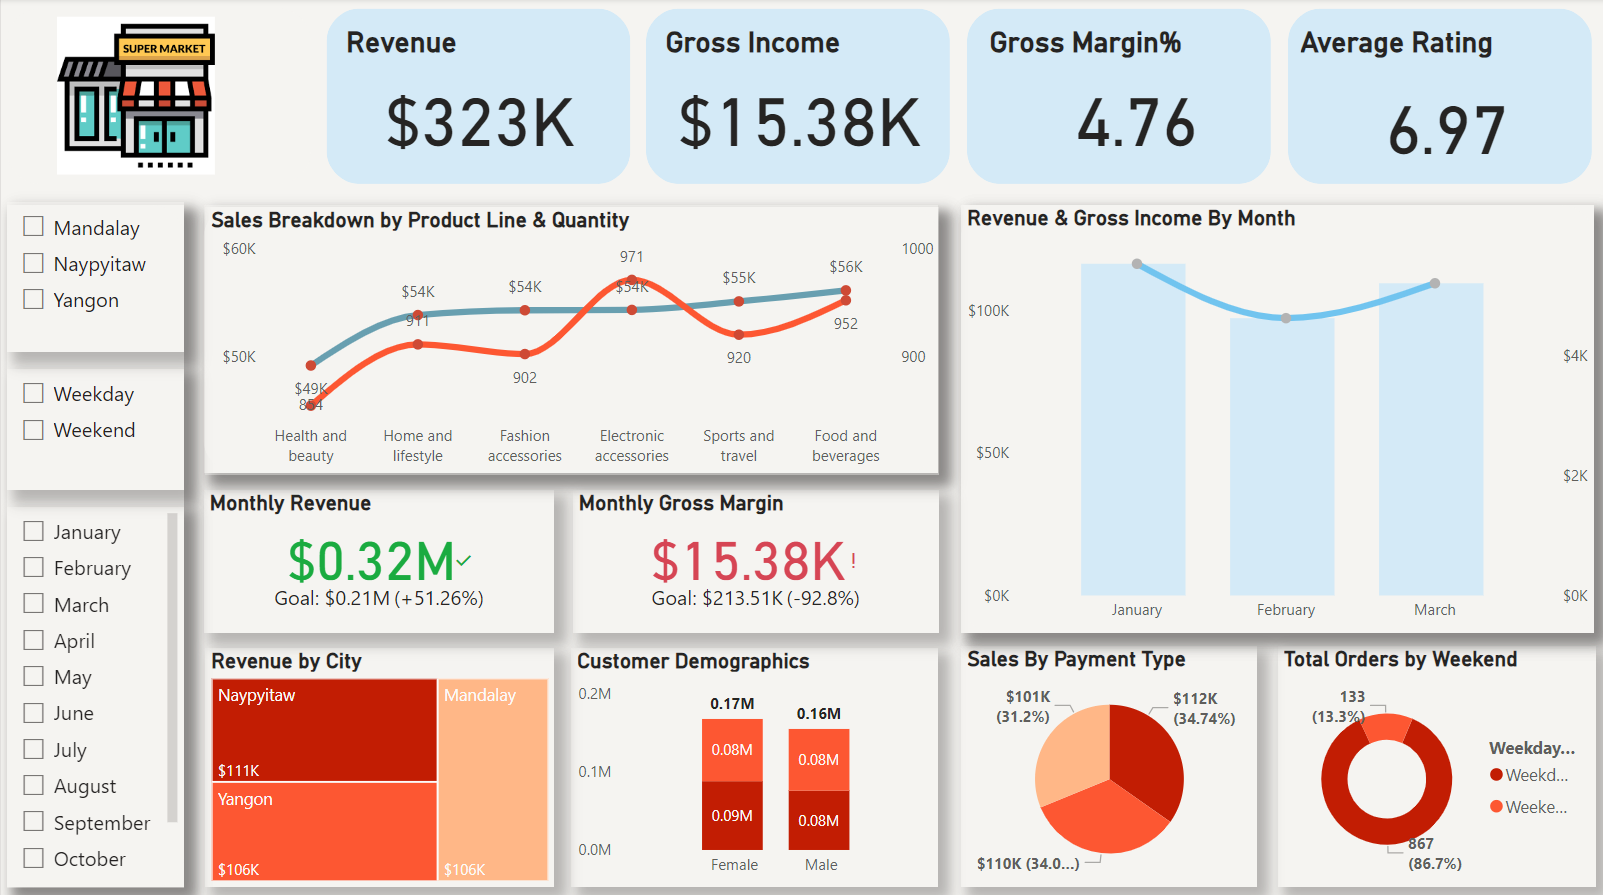 SUPER MARKET
Revenue
$323K
Gross Income
$15.38K
Gross Margin%
4.76
Average Rating
6.97
Mandalay
Naypyitaw
Yangon
Weekday
Weekend
January
February
March
April
May
June
July
August
September
October
Sales Breakdown by Product Line & Quantity
$60K
$50K
1000
900
$49K
$54K
$54K
$54K
$55K
$56K
854
911
902
971
920
952
Health and
beauty
Home and
lifestyle
Fashion
accessories
Electronic
accessories
Sports and
travel
Food and
beverages
Revenue & Gross Income By Month
$100K
$50K
$0K
$4K
$2K
$0K
January
February
March
Monthly Revenue
$0.32M
Goal: $0.21M (+51.26%)
Monthly Gross Margin
$15.38K !
Goal: $213.51K (-92.8%)
Revenue by City
Naypyitaw
$111K
Yangon
$106K
Mandalay
$106K
Customer Demographics
0.2M
0.1M
0.0M
0.17M
0.08M
0.09M
Female
0.16M
0.08M
0.08M
Male
Sales By Payment Type
$101K
(31.2%)
$112K
(34.74%)
$110K (34.0...)
Total Orders by Weekend
133
(13.3%)
867
(86.7%)
Weekday...
Weekd...
Weeke...